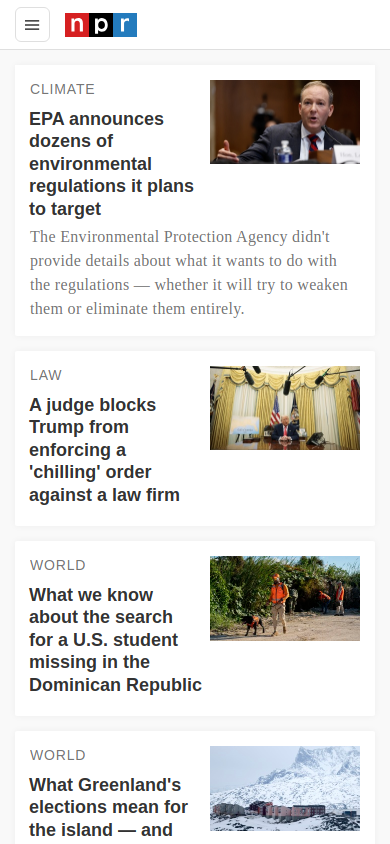 npr
CLIMATE
EPA announces
dozens of
environmental
regulations it plans
to target
The Environmental Protection Agency didn't
provide details about what it wants to do with
the regulations — whether it will try to weaken
them or eliminate them entirely.
LAW
A judge blocks
Trump from
enforcing a
'chilling' order
against a law firm
WORLD
What we know
about the search
for a U.S. student
missing in the
Dominican Republic
WORLD
What Greenland's
elections mean for
the island — and